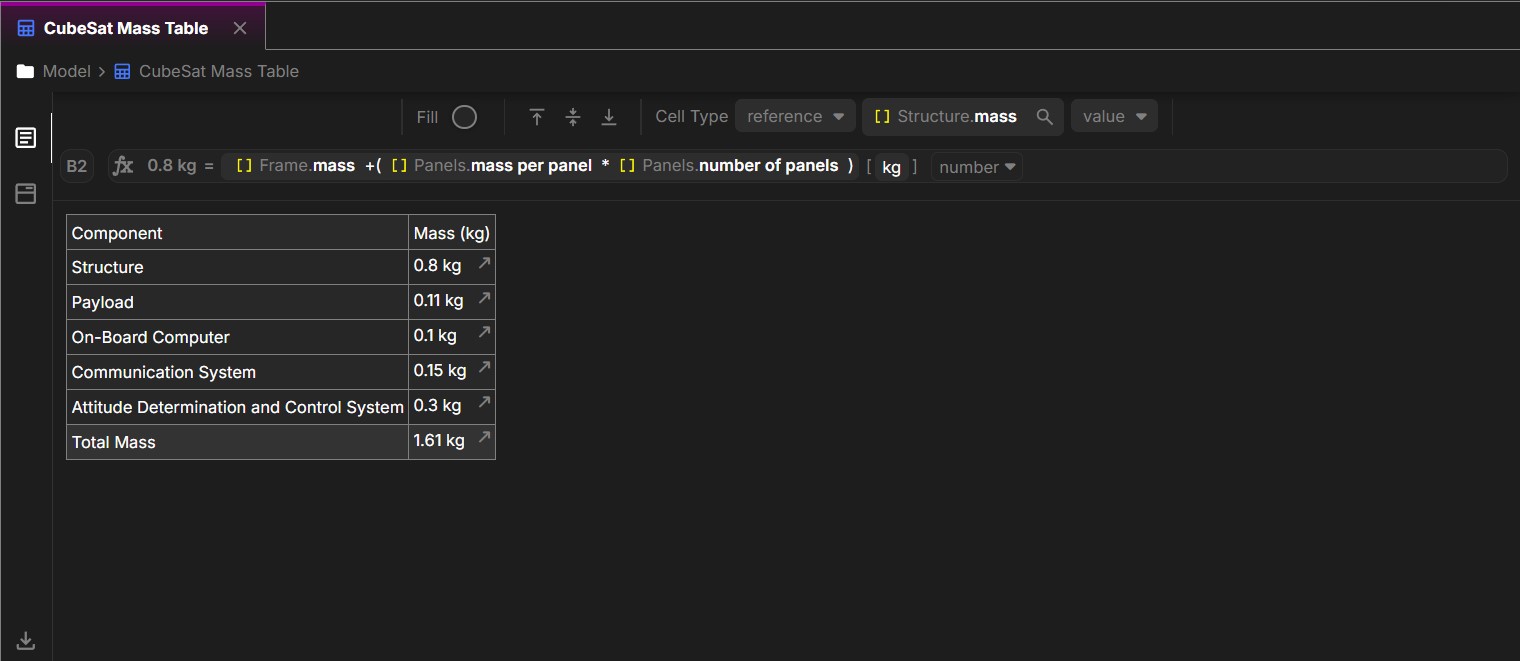 CubeSat Mass Table
Model > CubeSat Mass Table
Fill Cell Type reference [] Structure.mass value
B2 fx 0.8 kg = [] Frame.mass +( [] Panels.mass per panel * [] Panels.number of panels ) [ kg ] number
Component Mass (kg)
Structure 0.8 kg
Payload 0.11 kg
On-Board Computer 0.1 kg
Communication System 0.15 kg
Attitude Determination and Control System 0.3 kg
Total Mass 1.61 kg